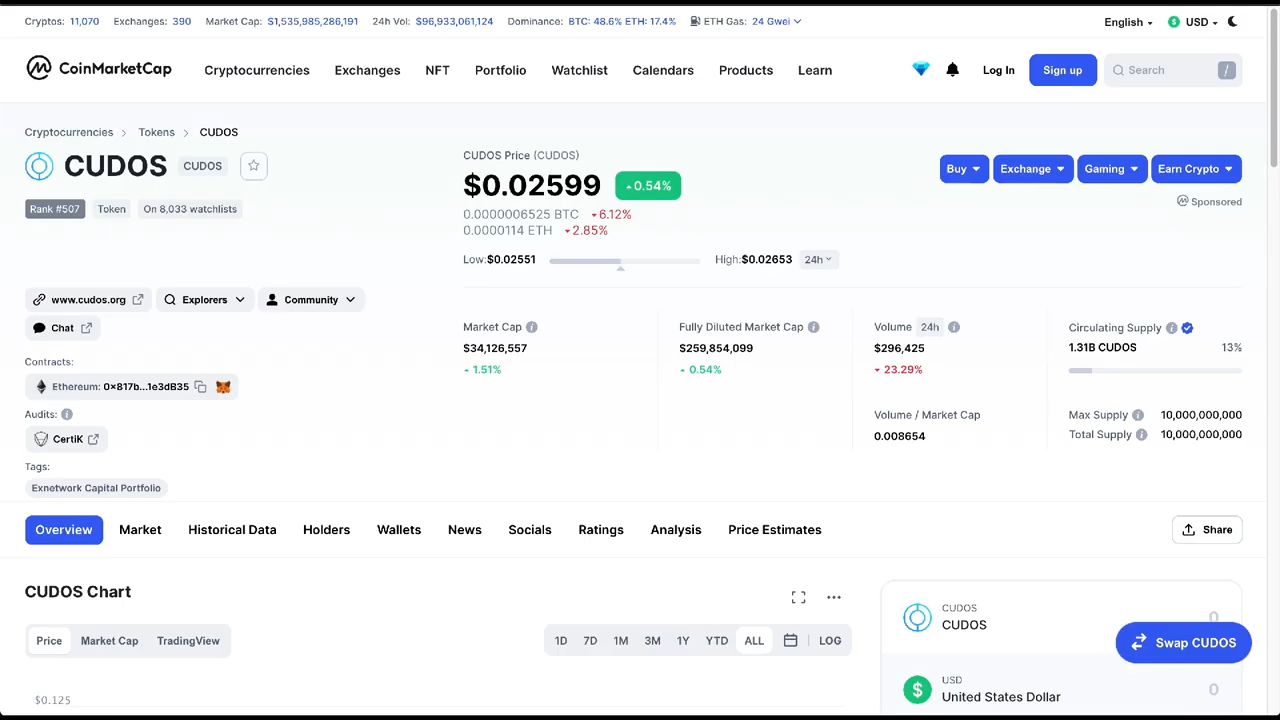 Cryptos: 11,070 Exchanges: 390 Market Cap: $1,535,985,286,191 24h Vol: $96,933,061,124 Dominance: BTC: 48.6% ETH: 17.4% ETH Gas: 24 Gwei English USD
CoinMarketCap Cryptocurrencies Exchanges NFT Portfolio Watchlist Calendars Products Learn Log In Sign up Search /
Cryptocurrencies Tokens CUDOS
CUDOS CUDOS
Rank #507 Token On 8,033 watchlists
CUDOS Price (CUDOS)
$0.02599 0.54%
0.0000006525 BTC 6.12%
0.0000114 ETH 2.85%
Low:$0.02551 High:$0.02653 24h
Buy Exchange Gaming Earn Crypto
Sponsored
www.cudos.org Explorers Community
Chat
Contracts:
Ethereum: 0x817b...1e3dB35
Audits:
CertiK
Tags:
Exnetwork Capital Portfolio
Market Cap
$34,126,557
1.51%
Fully Diluted Market Cap
$259,854,099
0.54%
Volume 24h
$296,425
23.29%
Volume / Market Cap
0.008654
Circulating Supply
1.31B CUDOS 13%
Max Supply 10,000,000,000
Total Supply 10,000,000,000
Overview Market Historical Data Holders Wallets News Socials Ratings Analysis Price Estimates Share
CUDOS Chart
Price Market Cap TradingView 1D 7D 1M 3M 1Y YTD ALL LOG
$0.125
CUDOS
CUDOS 0
Swap CUDOS
USD
United States Dollar 0